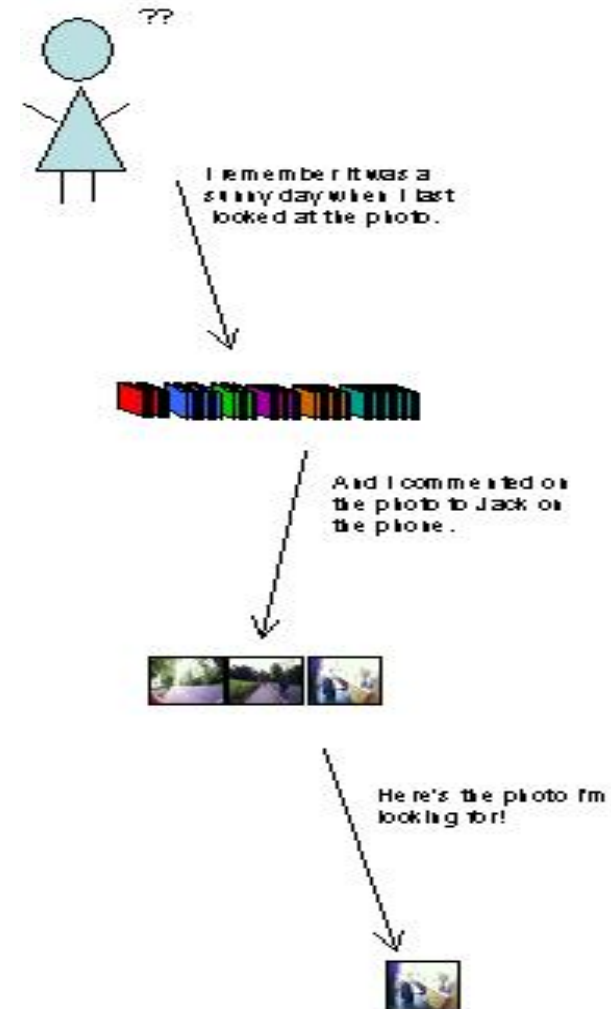 ??
I remember it was a
sunny day when I last
looked at the photo.
And I commented on
the photo to Jack on
the phone.
Here's the photo I'm
looking for!